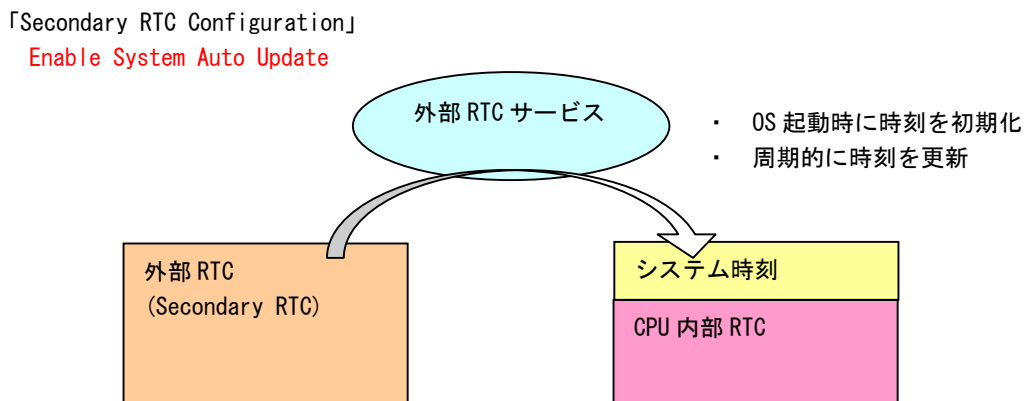 「Secondary RTC Configuration」
Enable System Auto Update
外部 RTC サービス
・ OS 起動時に時刻を初期化
・ 周期的に時刻を更新
外部 RTC
(Secondary RTC)
システム時刻
CPU 内部 RTC